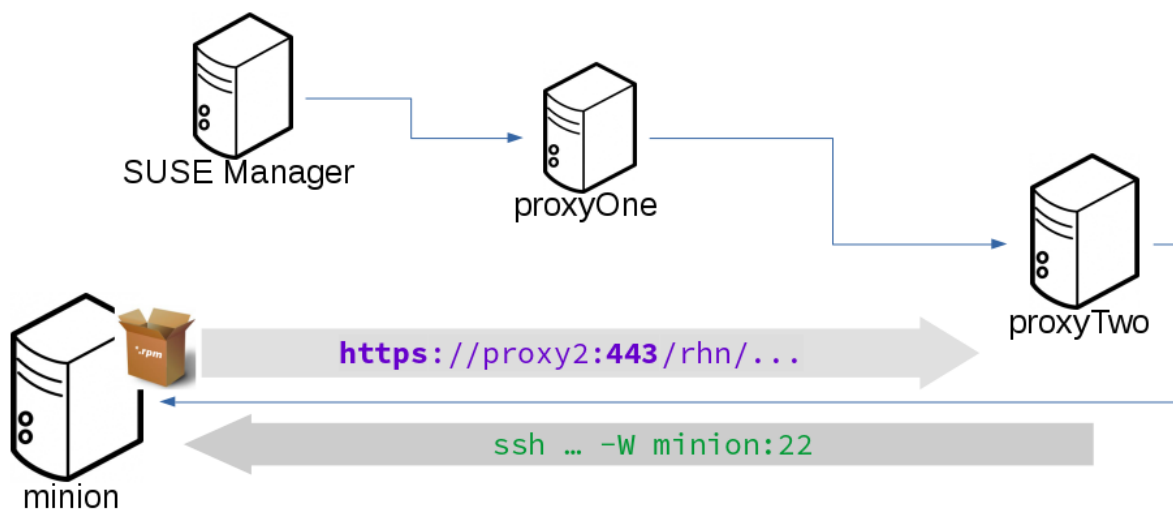 SUSE Manager
proxyOne
proxyTwo
*.rpm
https://proxy2:443/rhn/...
ssh … -W minion:22
minion